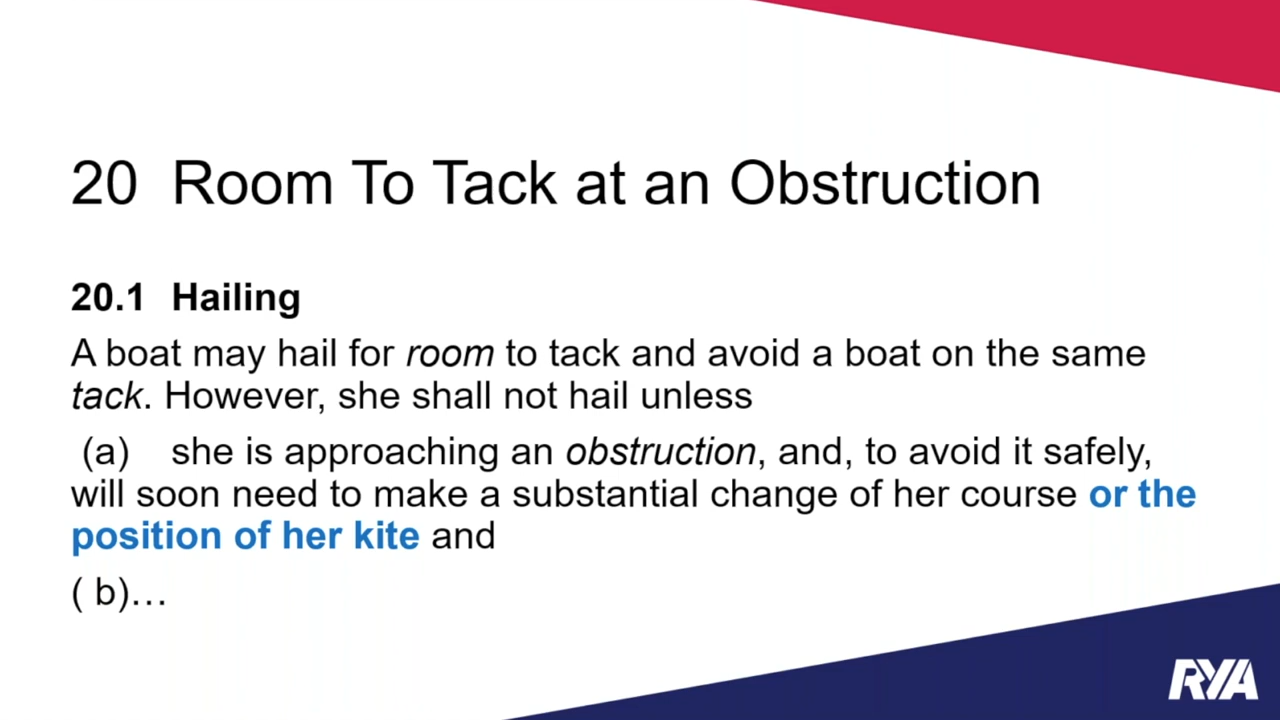 20 Room To Tack at an Obstruction
20.1 Hailing
A boat may hail for room to tack and avoid a boat on the same
tack. However, she shall not hail unless
(a) she is approaching an obstruction, and, to avoid it safely,
will soon need to make a substantial change of her course or the
position of her kite and
( b)…
RYA